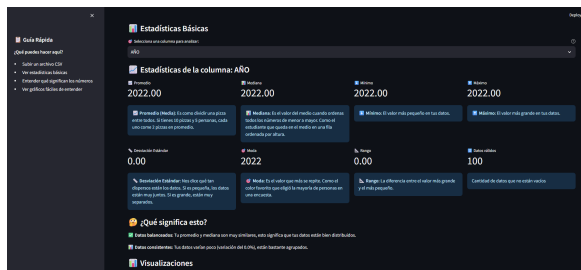 ×
Deploy
📋 Guía Rápida
¿Qué puedes hacer aquí?
• Subir un archivo CSV
• Ver estadísticas básicas
• Entender qué significan los números
• Ver gráficos fáciles de entender
📊 Estadísticas Básicas
🎯 Selecciona una columna para analizar:
AÑO
📈 Estadísticas de la columna: AÑO
Promedio
2022.00
Mediana
2022.00
Mínimo
2022.00
Máximo
2022.00
Promedio (Media): Es como dividir una pizza
entre todos. Si tienes 10 pizzas y 5 personas, cada
uno come 2 pizzas en promedio.
Mediana: Es el valor del medio cuando ordenas
todos los números de menor a mayor. Como el
estudiante que queda en el medio en una fila
ordenada por altura.
Mínimo: El valor más pequeño en tus datos.
Máximo: El valor más grande en tus datos.
Desviación Estándar
0.00
Moda
2022
Rango
0.00
Datos válidos
100
Desviación Estándar: Nos dice qué tan
dispersos están los datos. Si es pequeña, los datos
están muy juntos. Si es grande, están muy
separados.
Moda: Es el valor que más se repite. Como el
color favorito que eligió la mayoría de personas en
una encuesta.
Rango: La diferencia entre el valor más grande
y el más pequeño.
Cantidad de datos que no están vacíos
🤔 ¿Qué significa esto?
✅ Datos balanceados: Tu promedio y mediana son muy similares, esto significa que tus datos están bien distribuidos.
Datos consistentes: Tus datos varían poco (variación del 0.0%), están bastante agrupados.
📊 Visualizaciones